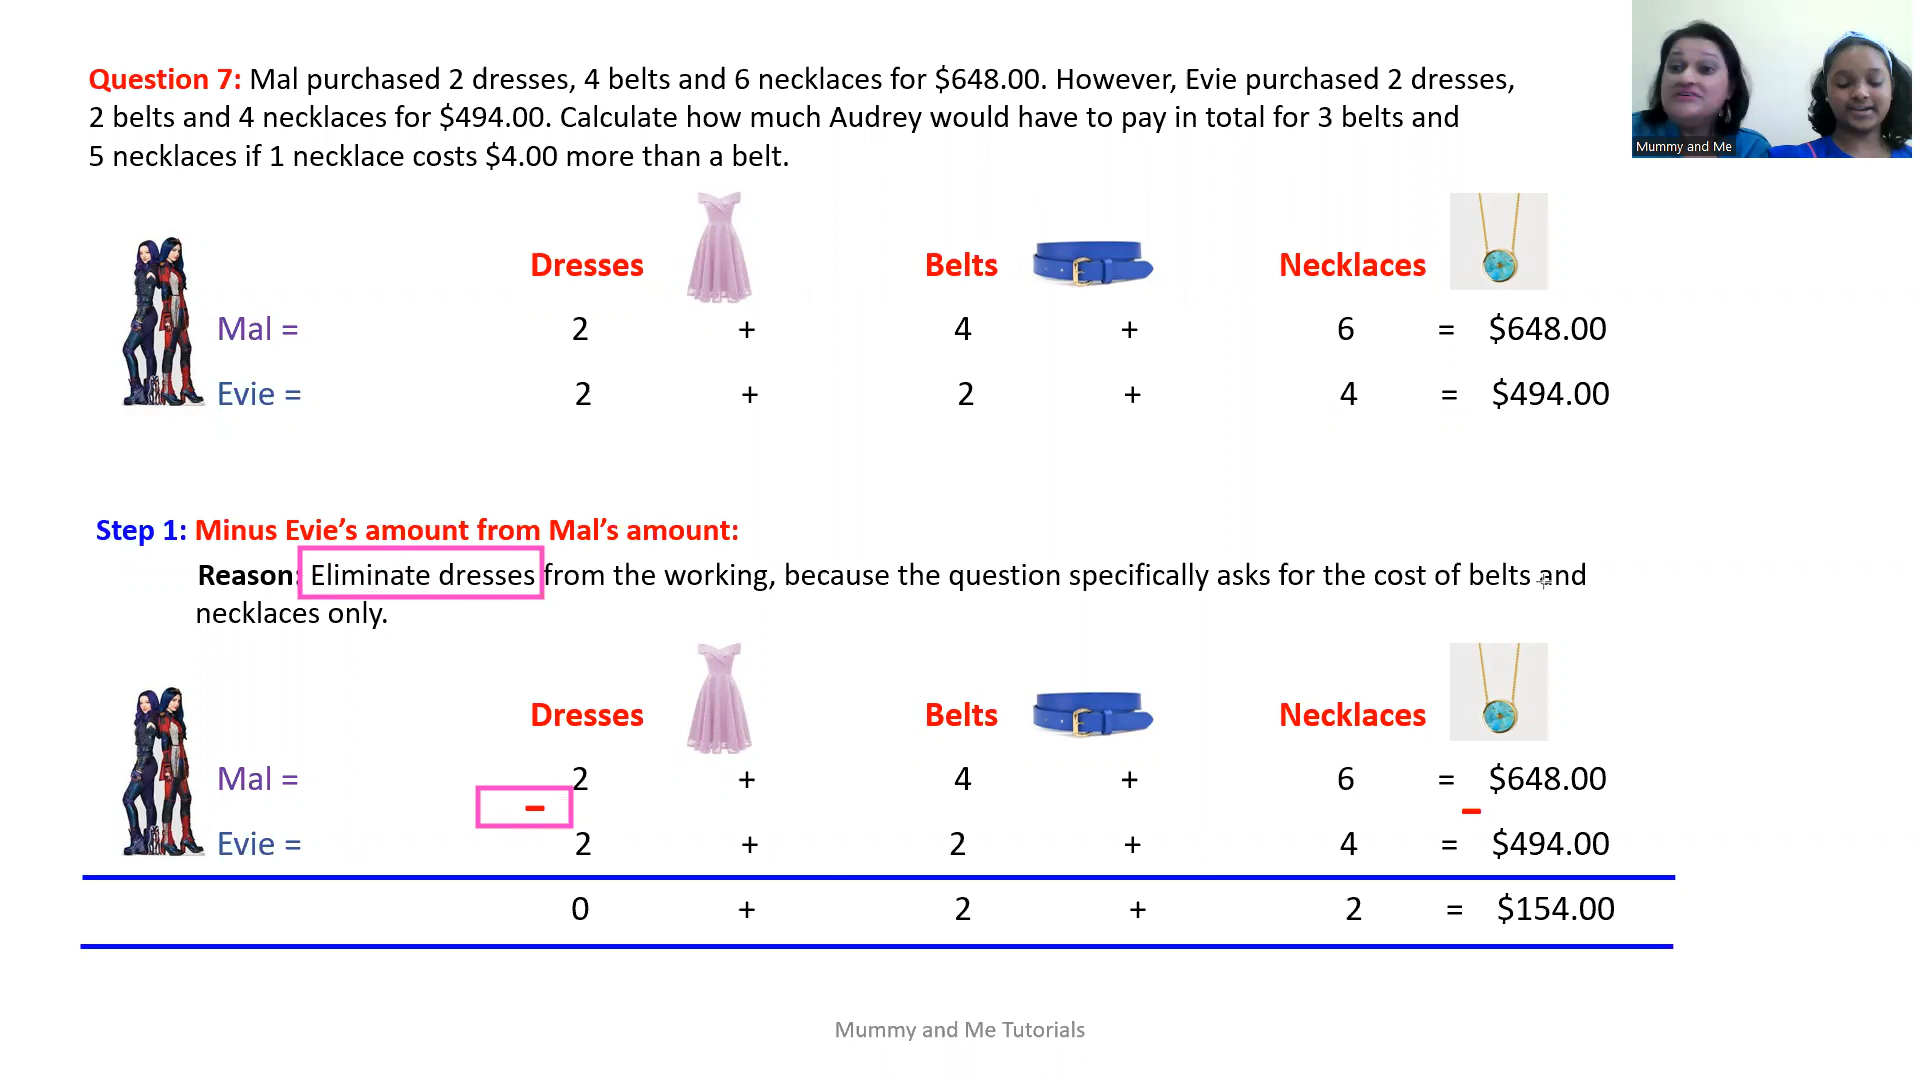 Question 7: Mal purchased 2 dresses, 4 belts and 6 necklaces for $648.00. However, Evie purchased 2 dresses,
2 belts and 4 necklaces for $494.00. Calculate how much Audrey would have to pay in total for 3 belts and
5 necklaces if 1 necklace costs $4.00 more than a belt.
Mummy and Me
Dresses Belts Necklaces
Mal = 2 + 4 + 6 = $648.00
Evie = 2 + 2 + 4 = $494.00
Step 1: Minus Evie’s amount from Mal’s amount:
Reason: Eliminate dresses from the working, because the question specifically asks for the cost of belts and
necklaces only.
Dresses Belts Necklaces
Mal = 2 + 4 + 6 = $648.00
– –
Evie = 2 + 2 + 4 = $494.00
0 + 2 + 2 = $154.00
Mummy and Me Tutorials